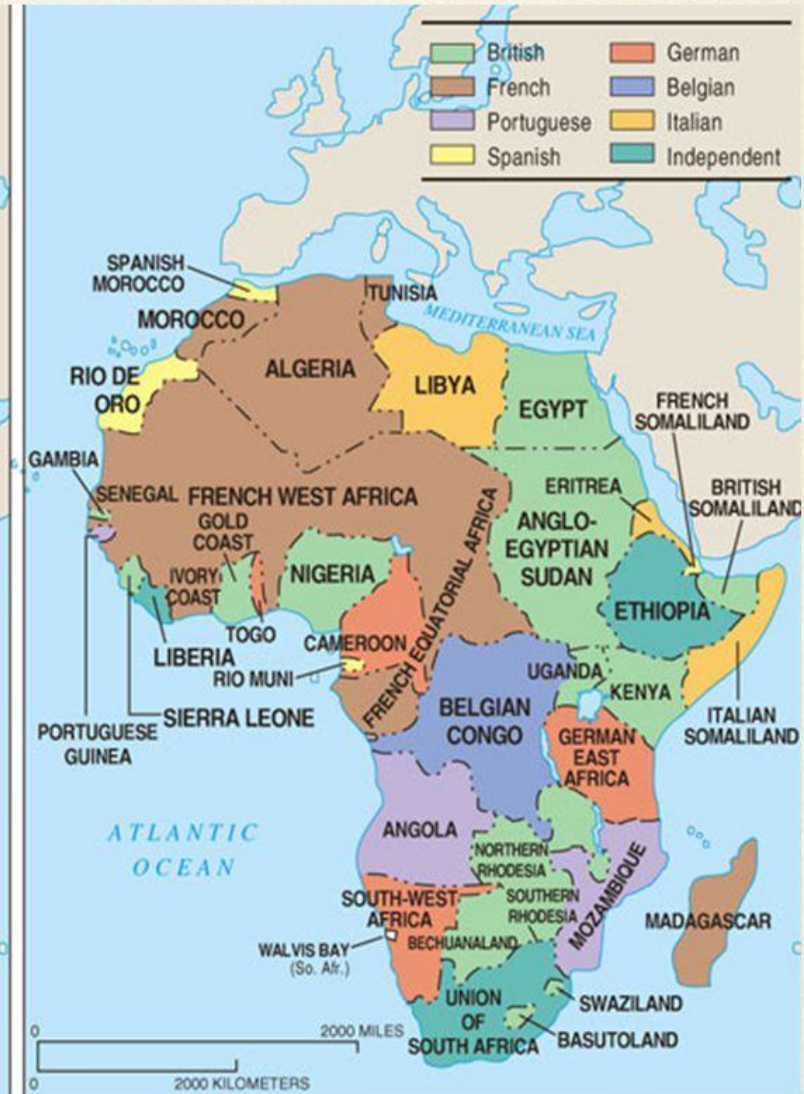 British
French
Portuguese
Spanish
German
Belgian
Italian
Independent
SPANISH
MOROCCO
TUNISIA
MEDITERRANEAN SEA
MOROCCO
ALGERIA
LIBYA
EGYPT
RIO DE
ORO
FRENCH
SOMALILAND
GAMBIA
SENEGAL
FRENCH WEST AFRICA
ERITREA
BRITISH
SOMALILAND
GOLD
COAST
FRENCH EQUATORIAL AFRICA
ANGLO-
EGYPTIAN
SUDAN
IVORY
COAST
NIGERIA
ETHIOPIA
TOGO
CAMEROON
LIBERIA
RIO MUNI
UGANDA
KENYA
SIERRA LEONE
BELGIAN
CONGO
ITALIAN
SOMALILAND
PORTUGUESE
GUINEA
GERMAN
EAST
AFRICA
ATLANTIC
OCEAN
ANGOLA
NORTHERN
RHODESIA
MOZAMBIQUE
SOUTH-WEST
AFRICA
SOUTHERN
RHODESIA
MADAGASCAR
WALVIS BAY
(So. Afr.)
BECHUANALAND
UNION
OF
SOUTH AFRICA
SWAZILAND
BASUTOLAND
0 2000 MILES
0 2000 KILOMETERS